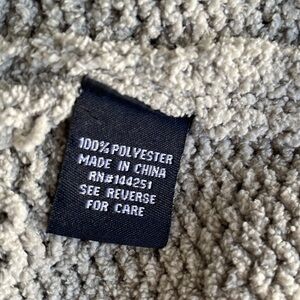 100% POLYESTER
MADE IN CHINA
RN#144251
SEE REVERSE
FOR CARE